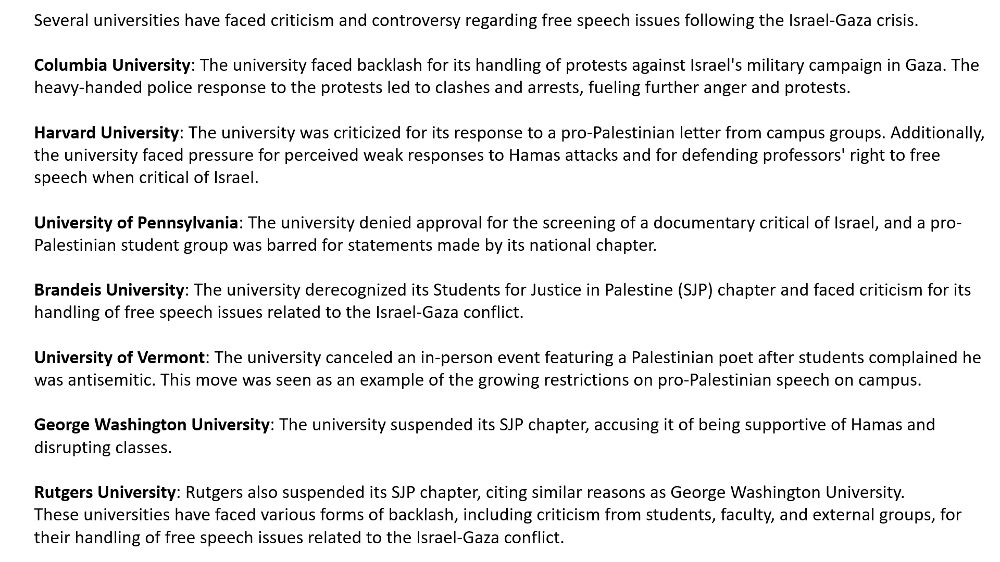 Several universities have faced criticism and controversy regarding free speech issues following the Israel-Gaza crisis.
Columbia University: The university faced backlash for its handling of protests against Israel's military campaign in Gaza. The
heavy-handed police response to the protests led to clashes and arrests, fueling further anger and protests.
Harvard University: The university was criticized for its response to a pro-Palestinian letter from campus groups. Additionally,
the university faced pressure for perceived weak responses to Hamas attacks and for defending professors' right to free
speech when critical of Israel.
University of Pennsylvania: The university denied approval for the screening of a documentary critical of Israel, and a pro-
Palestinian student group was barred for statements made by its national chapter.
Brandeis University: The university derecognized its Students for Justice in Palestine (SJP) chapter and faced criticism for its
handling of free speech issues related to the Israel-Gaza conflict.
University of Vermont: The university canceled an in-person event featuring a Palestinian poet after students complained he
was antisemitic. This move was seen as an example of the growing restrictions on pro-Palestinian speech on campus.
George Washington University: The university suspended its SJP chapter, accusing it of being supportive of Hamas and
disrupting classes.
Rutgers University: Rutgers also suspended its SJP chapter, citing similar reasons as George Washington University.
These universities have faced various forms of backlash, including criticism from students, faculty, and external groups, for
their handling of free speech issues related to the Israel-Gaza conflict.